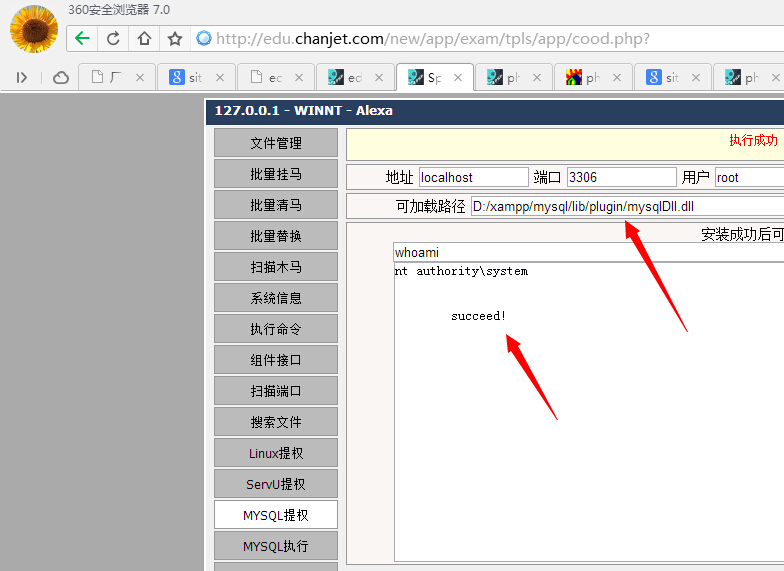 360安全浏览器 7.0
http://edu.chanjet.com/new/app/exam/tpls/app/cood.php?
厂
sit
ec
ed
Sp
ph
ph
sit
ph
127.0.0.1 - WINNT - Alexa
文件管理
批量挂马
批量清马
批量替换
扫描木马
系统信息
执行命令
组件接口
扫描端口
搜索文件
Linux提权
ServU提权
MYSQL提权
MYSQL执行
执行成功
地址 localhost 端口 3306 用户 root
可加载路径 D:/xampp/mysql/lib/plugin/mysqlDll.dll
安装成功后可
whoami
nt authority\system
succeed!